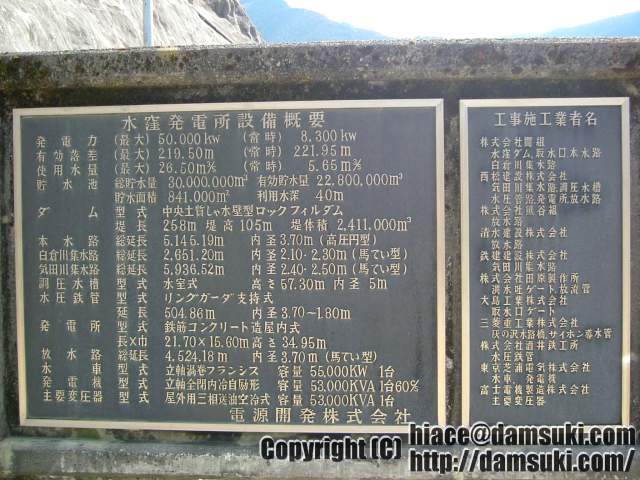 水窪発電所設備概要
発電力 (最大) 50,000kw (常時) 8,300kw
有効落差 (最大) 219.50m (常時) 221.95m
使用水量 (最大) 26.50m³/s (常時) 5.65m³/s
貯水池 総貯水量 30,000,000m³ 有効貯水量 22,800,000m³
貯水面積 841,000m² 利用水深 40m
ダム 型式 中央土質しゃ水壁型ロックフィルダム
堤長 258m 堤高 105m 堤体積 2,411,000m³
本水路 総延長 5,145.19m 内圣 3.70m (高圧円型)
白倉川集水路 総延長 2,651.20m 内圣 2.10-2.30m (馬てい型)
気田川集水路 総延長 5,936.52m 内圣 2.40-2.50m (馬てい型)
調圧水槽 型式 水室式 高さ 57.30m 内圣 5m
水圧鉄管 型式 リングガーダ支持式
延長 504.86m 内圣 3.70〜1.80m
発電所 型式 鉄筋コンクリート造屋内式
長×巾 21.70×15.60m 高さ 34.95m
放水路 総延長 4,524.18m 内圣 3.70m (馬てい型)
水車 型式 立軸渦巻フランシス 容量 55,000KW 1台
発電機 型式 立軸全閉内冷自励形 容量 53,000KVA 1台60%
主要変圧器 型式 屋外用三相送油空冷式 容量 53,000KVA 1台
電源開発株式会社
工事施工業者名
株式会社間組
水窪ダム,取水口,本水路
白倉川集水路
西松建設株式会社
気田川集水路,調圧水槽
水圧管路,発電所,放水路
株式会社熊谷組
放水路
清水建設株式会社
放水路
鉄建建設株式会社
気田川集水路
株式会社田原製作所
洪水吐ゲート,放流管
大島工業株式会社
取水口ゲート
三菱重工業株式会社
灰の沢水路橋,サイホン毒水管
株式会社酒井鉄工所
水圧鉄管
東京芝浦電気株式会社
水車,発電機
富士電機製造株式会社
主要変圧器
Copyright (C) hiace@damsuki.com
http://damsuki.com/